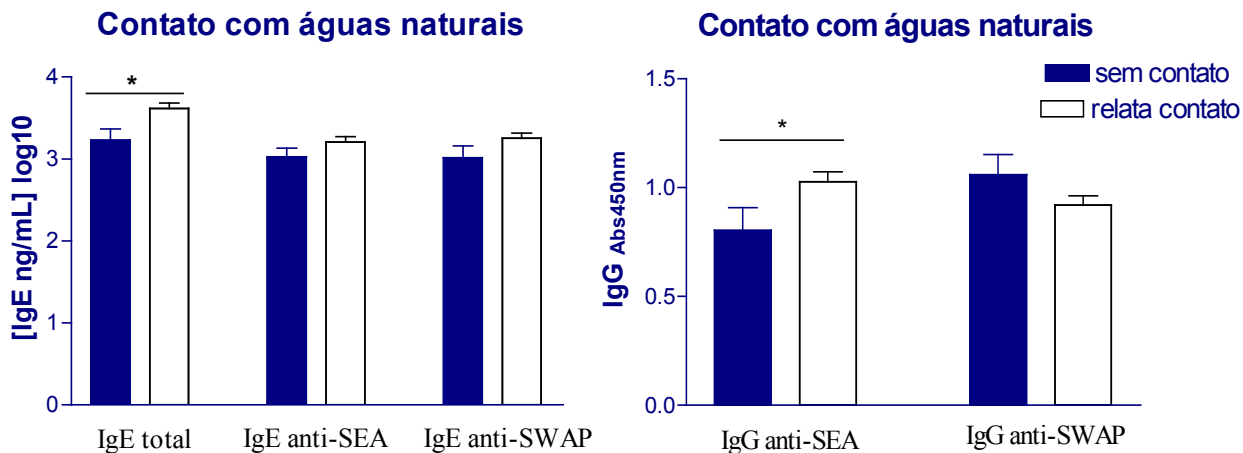 Contato com águas naturais
[IgE ng/mL] log10
4
3
2
1
0
*
IgE total
IgE anti-SEA
IgE anti-SWAP
Contato com águas naturais
sem contato
relata contato
IgG Abs450nm
1.5
1.0
0.5
0.0
*
IgG anti-SEA
IgG anti-SWAP